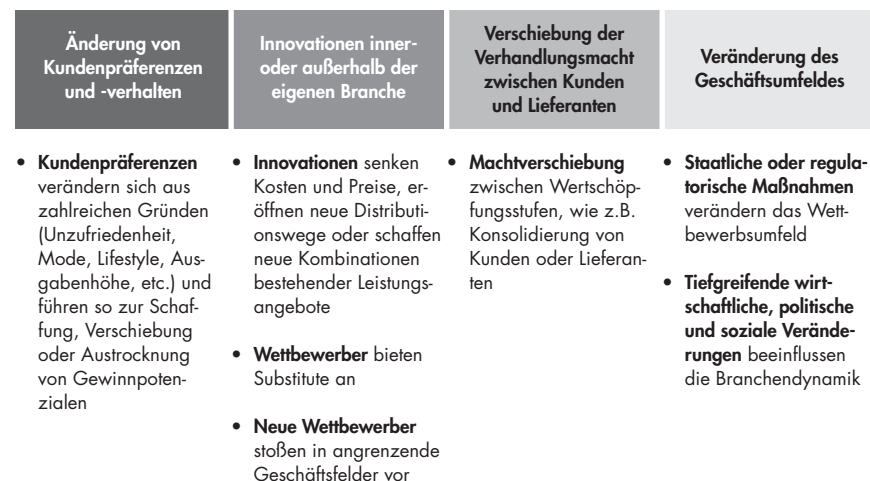 Änderung von
Kundenpräferenzen
und -verhalten
Innovationen inner-
oder außerhalb der
eigenen Branche
Verschiebung der
Verhandlungsmacht
zwischen Kunden
und Lieferanten
Veränderung des
Geschäftsumfeldes
• Kundenpräferenzen
verändern sich aus
zahlreichen Gründen
(Unzufriedenheit,
Mode, Lifestyle, Aus-
gabenhöhe, etc.) und
führen so zur Schaf-
fung, Verschiebung
oder Austrocknung
von Gewinnpoten-
zialen
• Innovationen senken
Kosten und Preise, er-
öffnen neue Distributi-
onswege oder schaffen
neue Kombinationen
bestehender Leistungs-
angebote
• Wettbewerber bieten
Substitute an
• Neue Wettbewerber
stoßen in angrenzende
Geschäftsfelder vor
• Machtverschiebung
zwischen Wertschöp-
fungsstufen, wie z.B.
Konsolidierung von
Kunden oder Lieferan-
ten
• Staatliche oder regula-
torische Maßnahmen
verändern das Wett-
bewerbsumfeld
• Tiefgreifende wirt-
schaftliche, politische
und soziale Verände-
rungen beeinflussen
die Branchendynamik